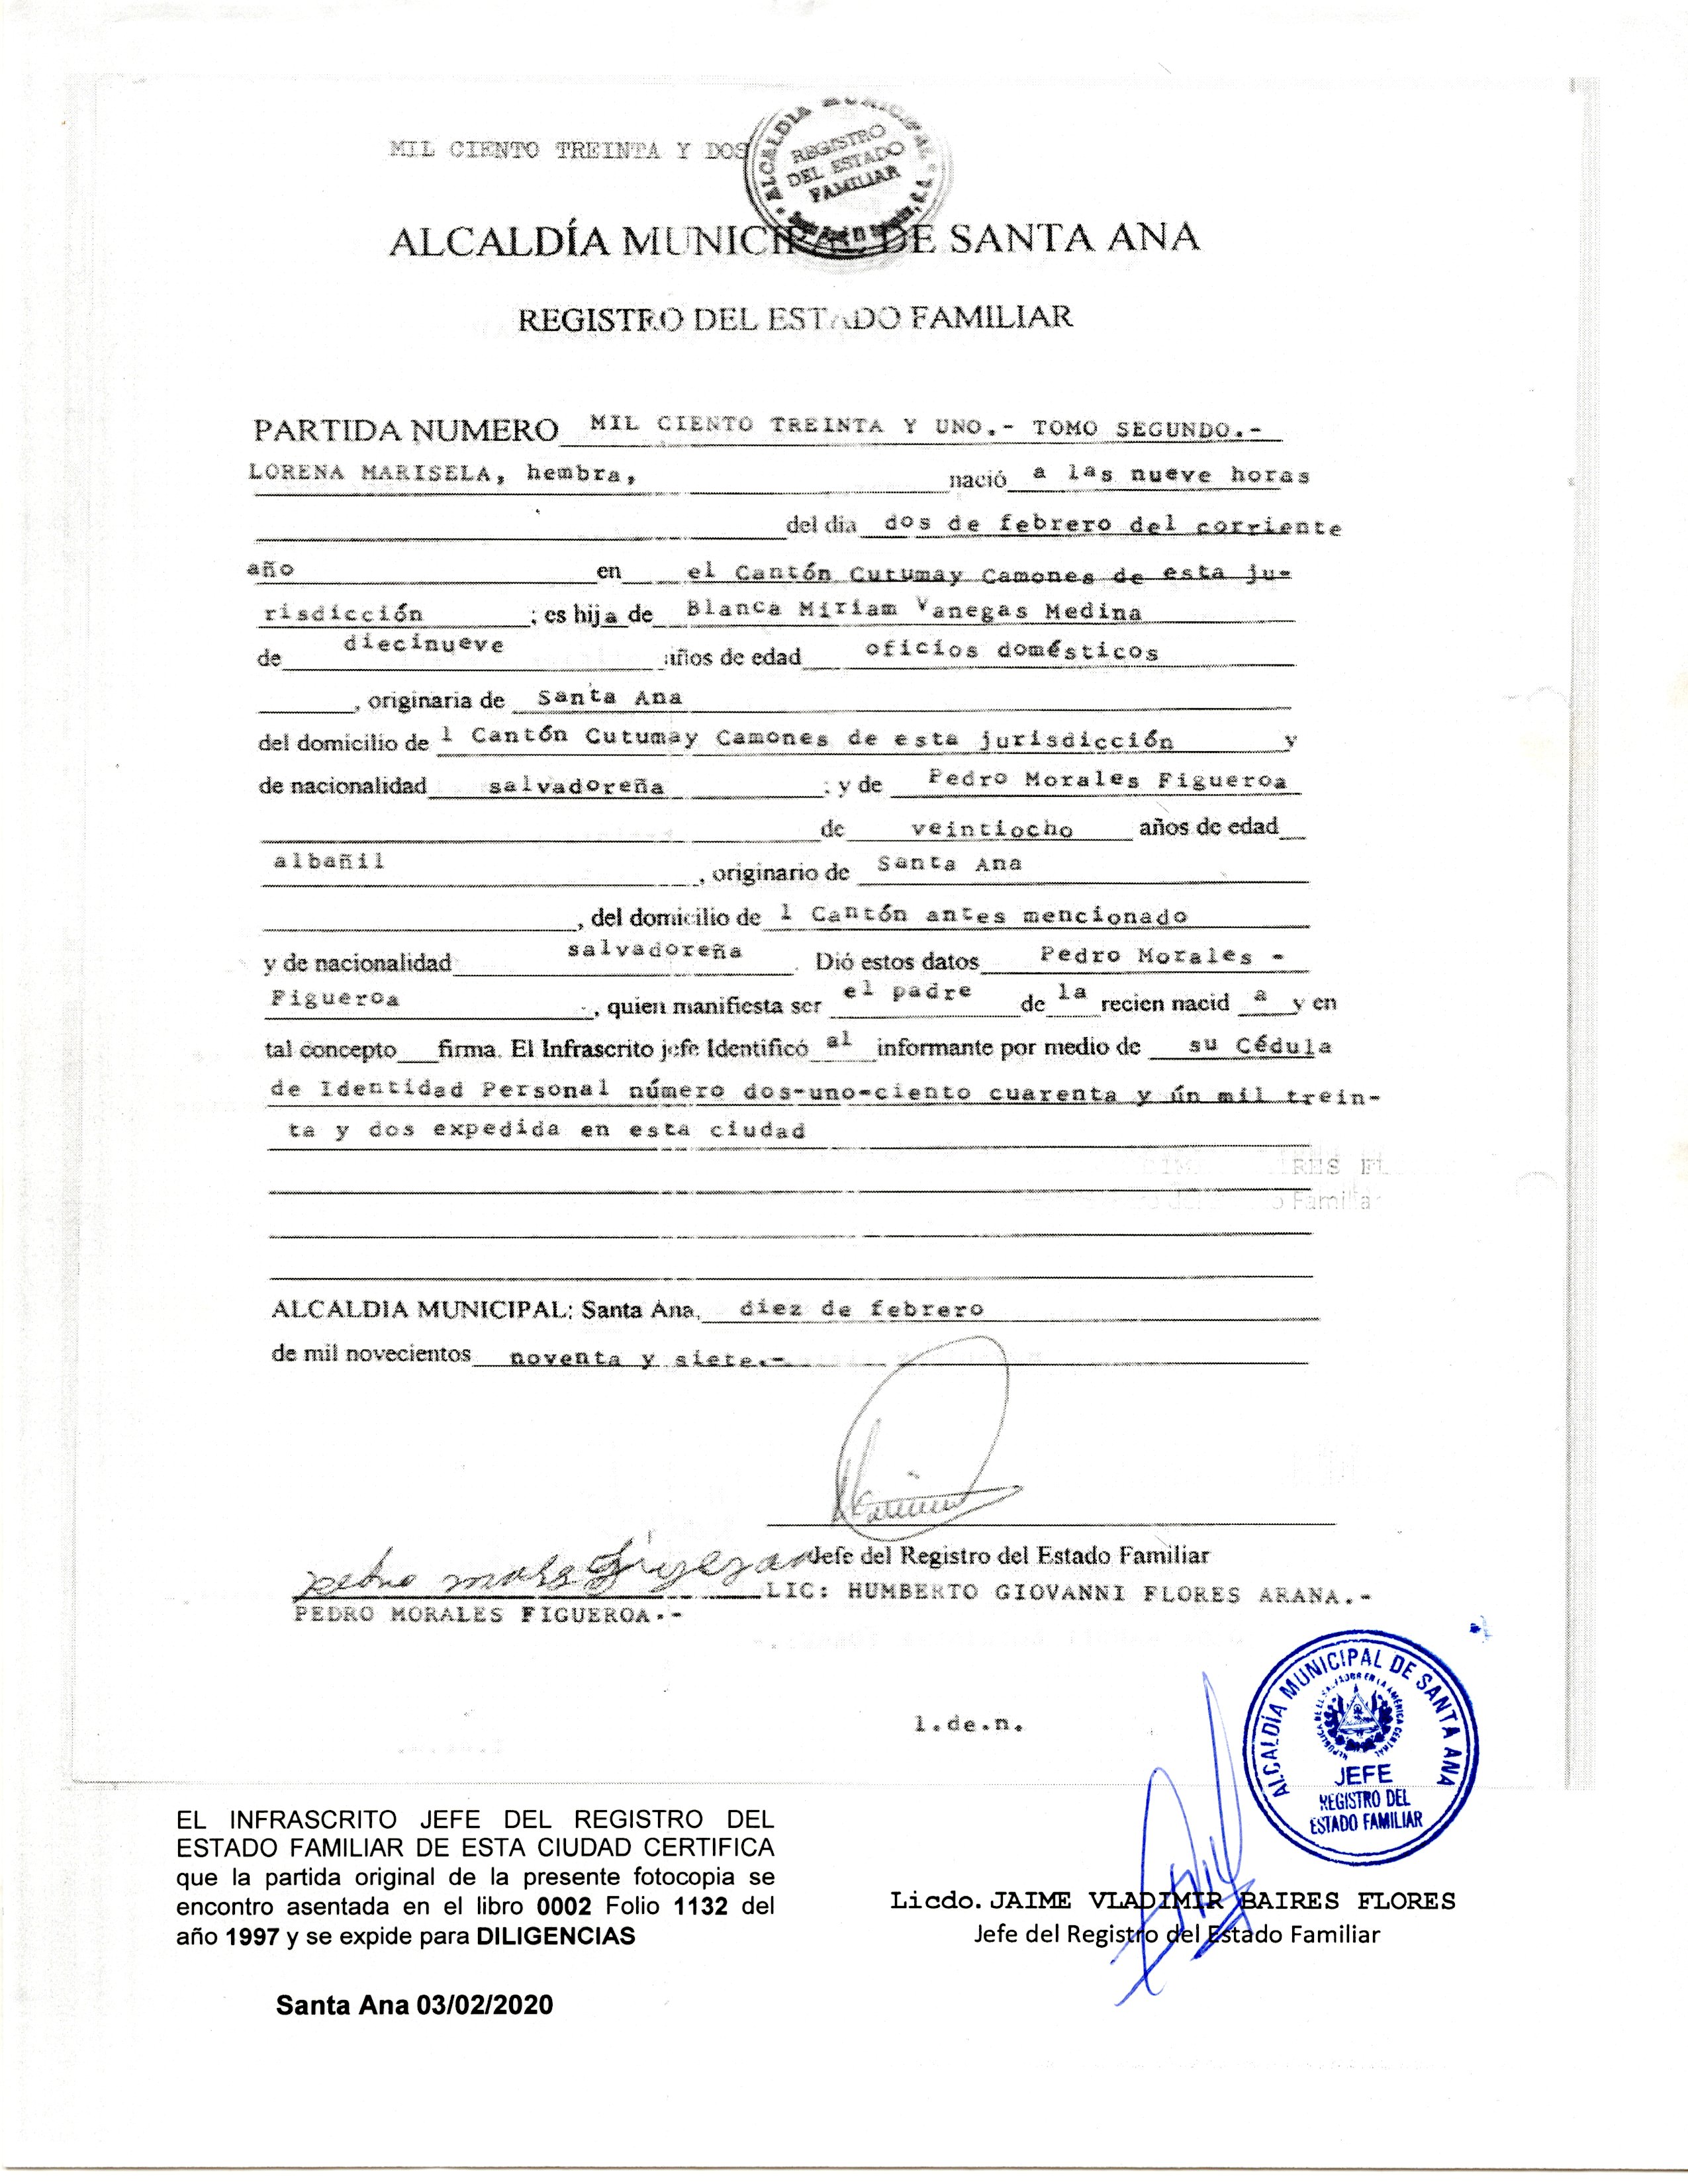 MIL CIENTO TREINTA Y DOS
ALCALDIA MUNICIPAL
REGISTRO
DEL ESTADO
FAMILIAR
ALCALDÍA MUNICIPAL DE SANTA ANA
REGISTRO DEL ESTADO FAMILIAR
PARTIDA NUMERO MIL CIENTO TREINTA Y UNO.- TOMO SEGUNDO.-
LORENA MARISELA, hembra, nació a las nueve horas
del dia dos de febrero del corriente
año en el Cantón Cutumay Camones de esta ju-
risdicción ; es hija de Blanca Miriam Vanegas Medina
de diecinueve años de edad oficios domésticos
, originaria de Santa Ana
del domicilio de l Cantón Cutumay Camones de esta jurisdicción y
de nacionalidad salvadoreña ; y de Pedro Morales Figueroa
de veintiocho años de edad
albañil , originario de Santa Ana
, del domicilio de l Cantón antes mencionado
y de nacionalidad salvadoreña . Dió estos datos Pedro Morales -
Figueroa , quien manifiesta ser el padre de la recien nacid a y en
tal concepto firma. El Infrascrito jefe Identificó al informante por medio de su Cédula
de Identidad Personal número dos-uno-ciento cuarenta y ún mil trein-
ta y dos expedida en esta ciudad
ALCALDIA MUNICIPAL: Santa Ana, diez de febrero
de mil novecientos noventa y siete.-
Jefe del Registro del Estado Familiar
LIC: HUMBERTO GIOVANNI FLORES ARANA.-
PEDRO MORALES FIGUEROA.-
l.de.n.
ALCALDÍA MUNICIPAL DE SANTA ANA
REPÚBLICA DE EL SALVADOR EN LA AMÉRICA CENTRAL
JEFE
REGISTRO DEL
ESTADO FAMILIAR
EL INFRASCRITO JEFE DEL REGISTRO DEL
ESTADO FAMILIAR DE ESTA CIUDAD CERTIFICA
que la partida original de la presente fotocopia se
encontro asentada en el libro 0002 Folio 1132 del
año 1997 y se expide para DILIGENCIAS
Santa Ana 03/02/2020
Licdo. JAIME VLADIMIR BAIRES FLORES
Jefe del Registro del Estado Familiar